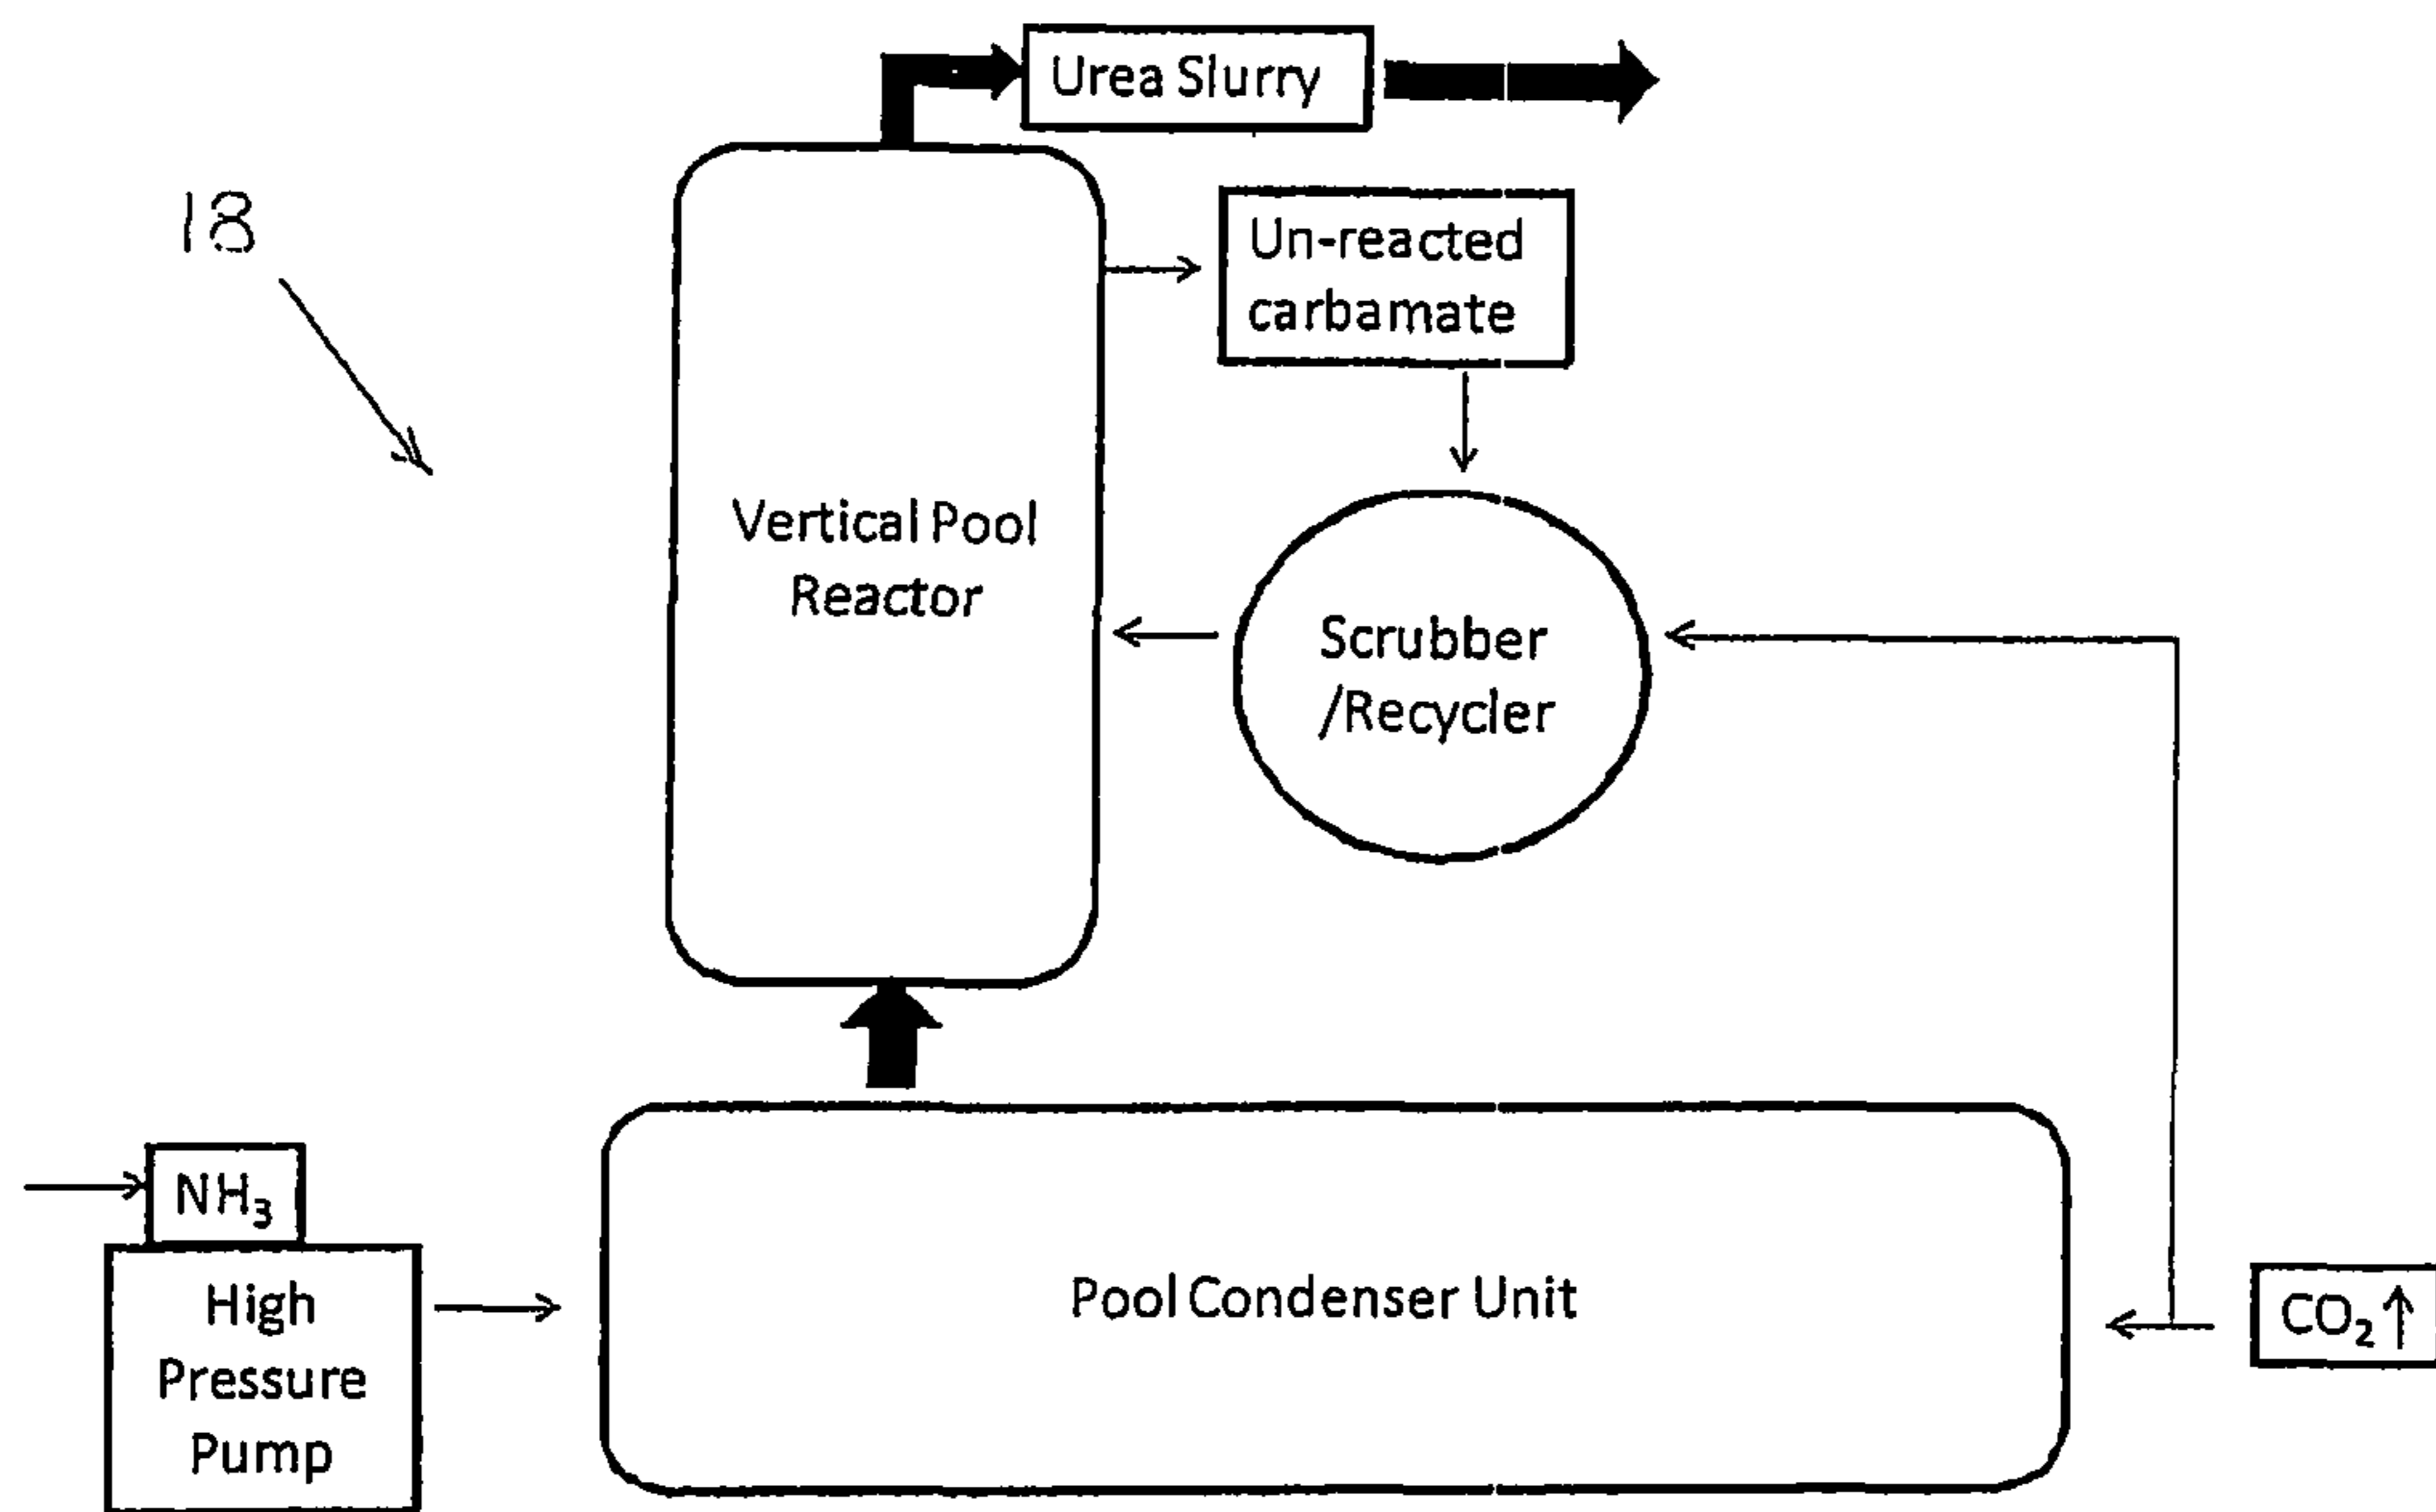 Urea Slurry
18
Un-reacted
carbamate
Vertical Pool
Reactor
Scrubber
/Recycler
NH₃
High
Pressure
Pump
Pool Condenser Unit
CO₂↑